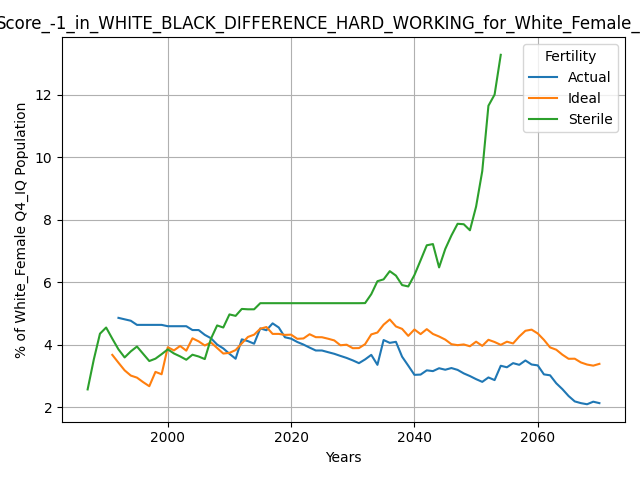 Score_-1_in_WHITE_BLACK_DIFFERENCE_HARD_WORKING_for_White_Female_
Fertility
Actual
Ideal
Sterile
% of White_Female Q4_IQ Population
12
10
8
6
4
2
2000
2020
2040
2060
Years